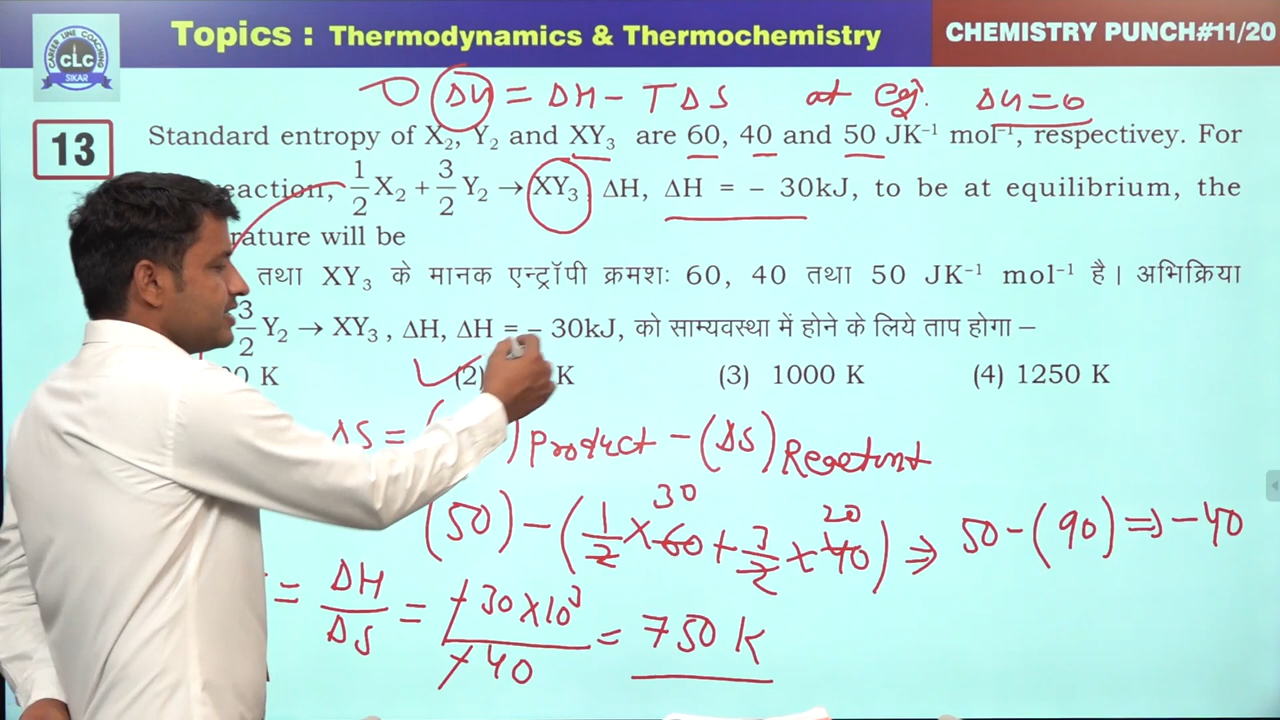 Topics : Thermodynamics & Thermochemistry
CHEMISTRY PUNCH#11/20
CAREER LINE COACHING
CLC
SIKAR
ΔG = ΔH - TΔS at eq. ΔG = 0
13
Standard entropy of X₂, Y₂ and XY₃ are 60, 40 and 50 JK⁻¹ mol⁻¹, respectivey. For
reaction, 1/2 X₂ + 3/2 Y₂ → XY₃ ΔH, ΔH = – 30kJ, to be at equilibrium, the
will be
तथा XY₃ के मानक एन्ट्रॉपी क्रमशः 60, 40 तथा 50 JK⁻¹ mol⁻¹ है। अभिक्रिया
3/2 Y₂ → XY₃, ΔH, ΔH = – 30kJ, को साम्यवस्था में होने के लिये ताप होगा –
K (2) K (3) 1000 K (4) 1250 K
ΔS = ( ) Product - (ΔS) Reactant
(50) - (1/2 × 60 + 3/2 × 40) ⇒ 50 - (90) ⇒ -40
30 20
= ΔH/ΔS = -30×10³/-40 = 750 K